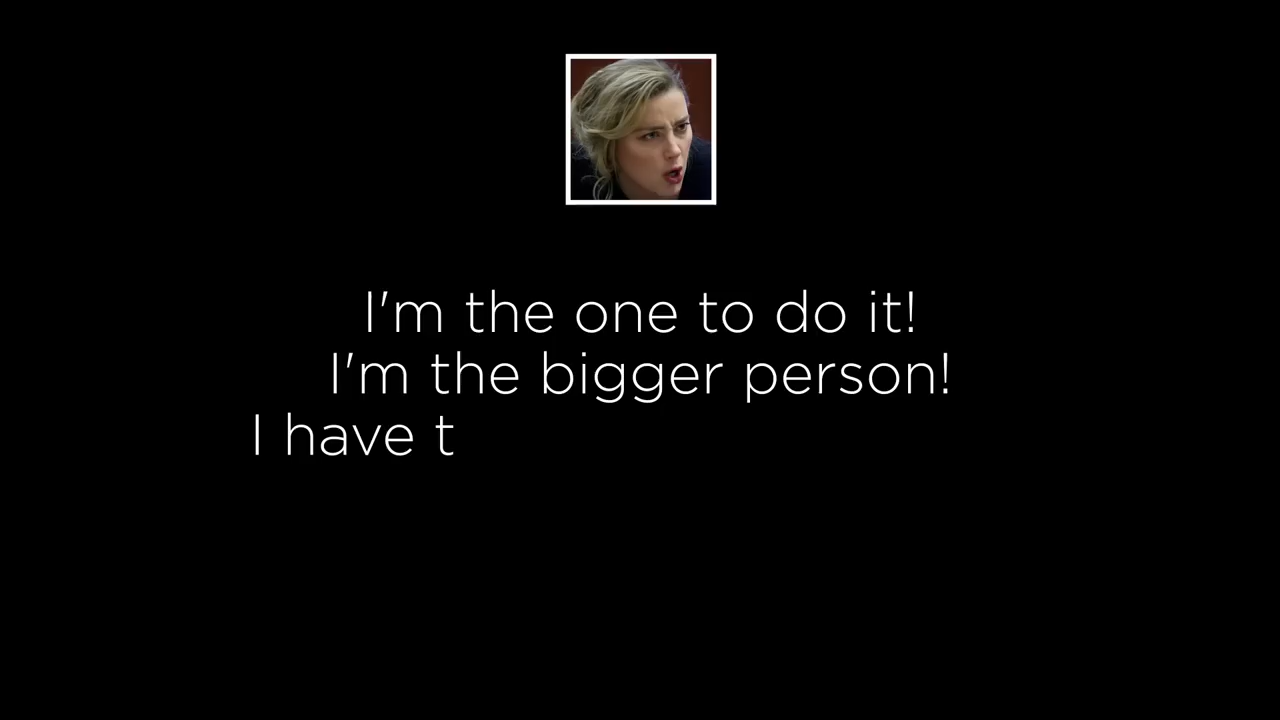 I'm the one to do it!
I'm the bigger person!
I have t